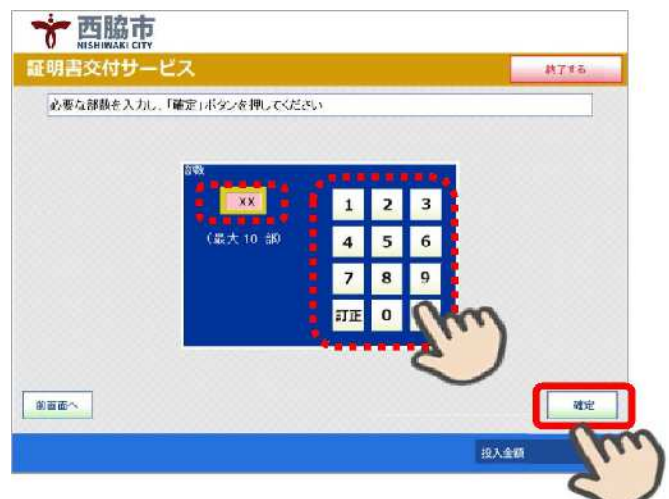 西脇市
NISHIWAKI CITY
証明書交付サービス
終了する
必要な部数を入力し、「確定」ボタンを押してください
部数
XX
(最大 10 部)
1 2 3
4 5 6
7 8 9
訂正 0
前画面へ
確定
投入金額